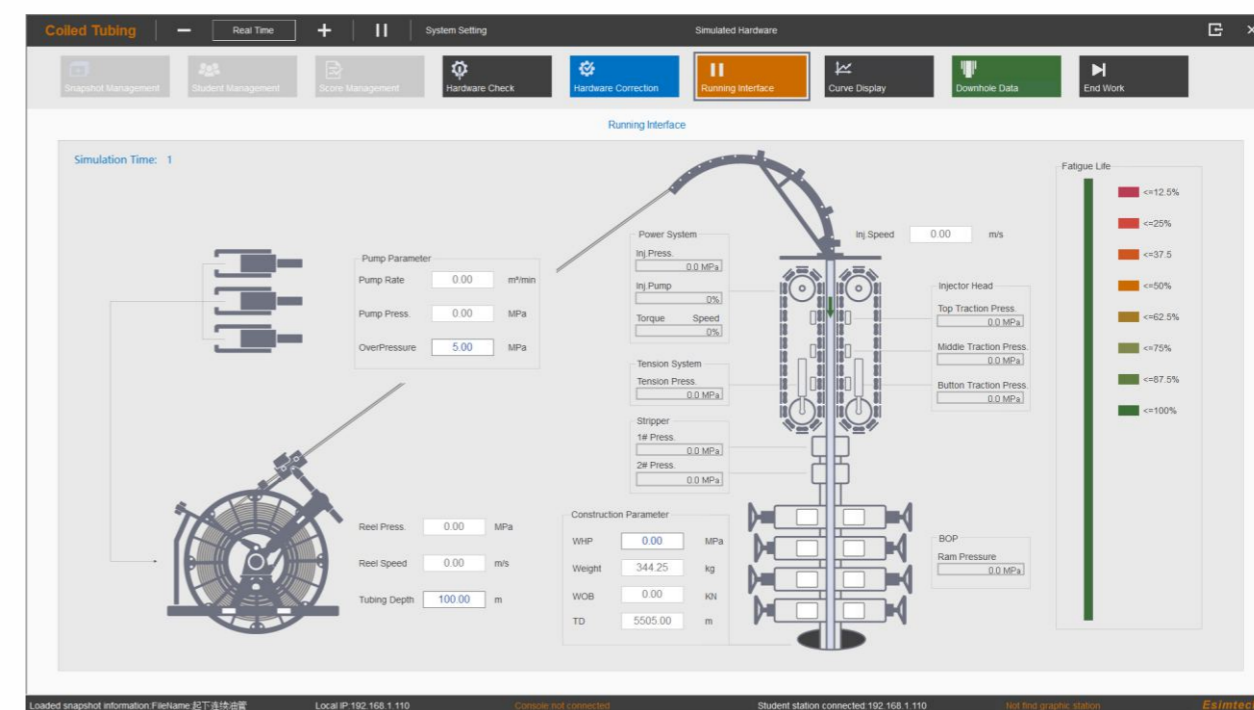 Coiled Tubing
Real Time
System Setting
Simulated Hardware
Snapshot Management
Student Management
Score Management
Hardware Check
Hardware Correction
Running Interface
Curve Display
Downhole Data
End Work
Running Interface
Simulation Time: 1
Pump Parameter
Pump Rate 0.00 m³/min
Pump Press. 0.00 MPa
OverPressure 5.00 MPa
Reel Press. 0.00 MPa
Reel Speed 0.00 m/s
Tubing Depth 100.00 m
Power System
Inj.Press.
0.0 MPa
Inj.Pump
0%
Torque Speed
0%
Tension System
Tension Press.
0.0 MPa
Stripper
1# Press.
0.0 MPa
2# Press.
0.0 MPa
Construction Parameter
WHP 0.00 MPa
Weight 344.25 kg
WOB 0.00 KN
TD 5505.00 m
Inj.Speed 0.00 m/s
Injector Head
Top Traction Press.
0.0 MPa
Middle Traction Press.
0.0 MPa
Button Traction Press.
0.0 MPa
BOP
Ram Pressure
0.0 MPa
Fatigue Life
<=12.5%
<=25%
<=37.5
<=50%
<=62.5%
<=75%
<=87.5%
<=100%
Loaded snapshot information:FileName:起下连续油管 Local IP:192.168.1.110 Console not connected Student station connected:192.168.1.110 Not find graphic station Esimtec